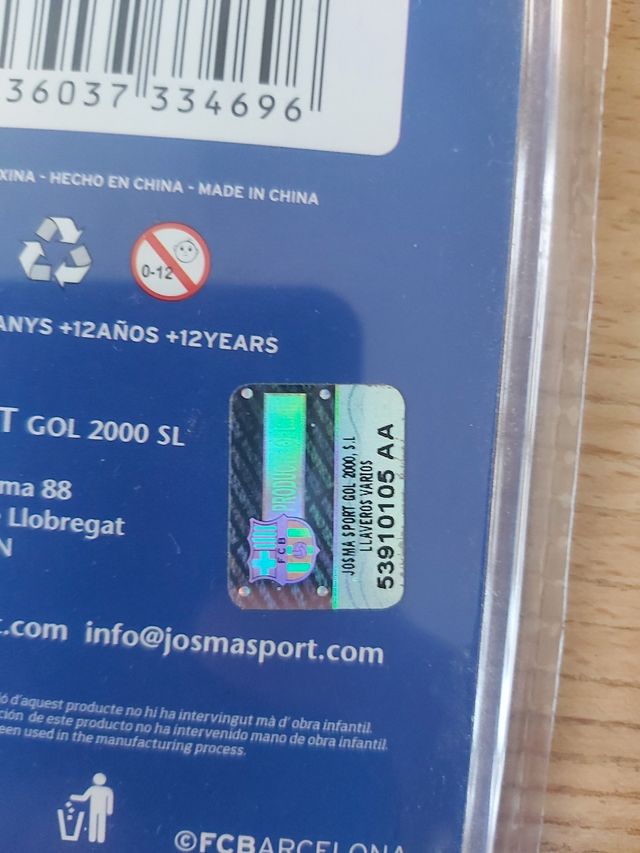 36037 334696
XINA - HECHO EN CHINA - MADE IN CHINA
0-12
ANYS +12AÑOS +12YEARS
T GOL 2000 SL
ma 88
Llobregat
N
PRODUC
FCB
JOSMA SPORT GOL 2000, S.L
LLAVEROS VARIOS
53910105 AA
.com info@josmasport.com
ó d'aquest producte no hi ha intervingut mà d'obra infantil.
ción de este producto no ha intervenido mano de obra infantil.
een used in the manufacturing process.
©FCBARCELONA